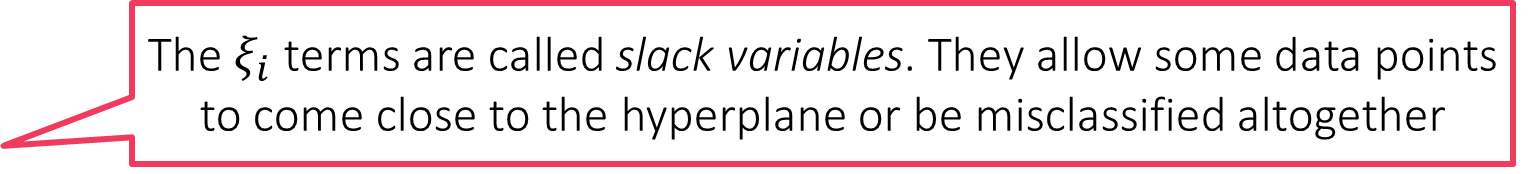 The ξᵢ terms are called slack variables. They allow some data points
to come close to the hyperplane or be misclassified altogether